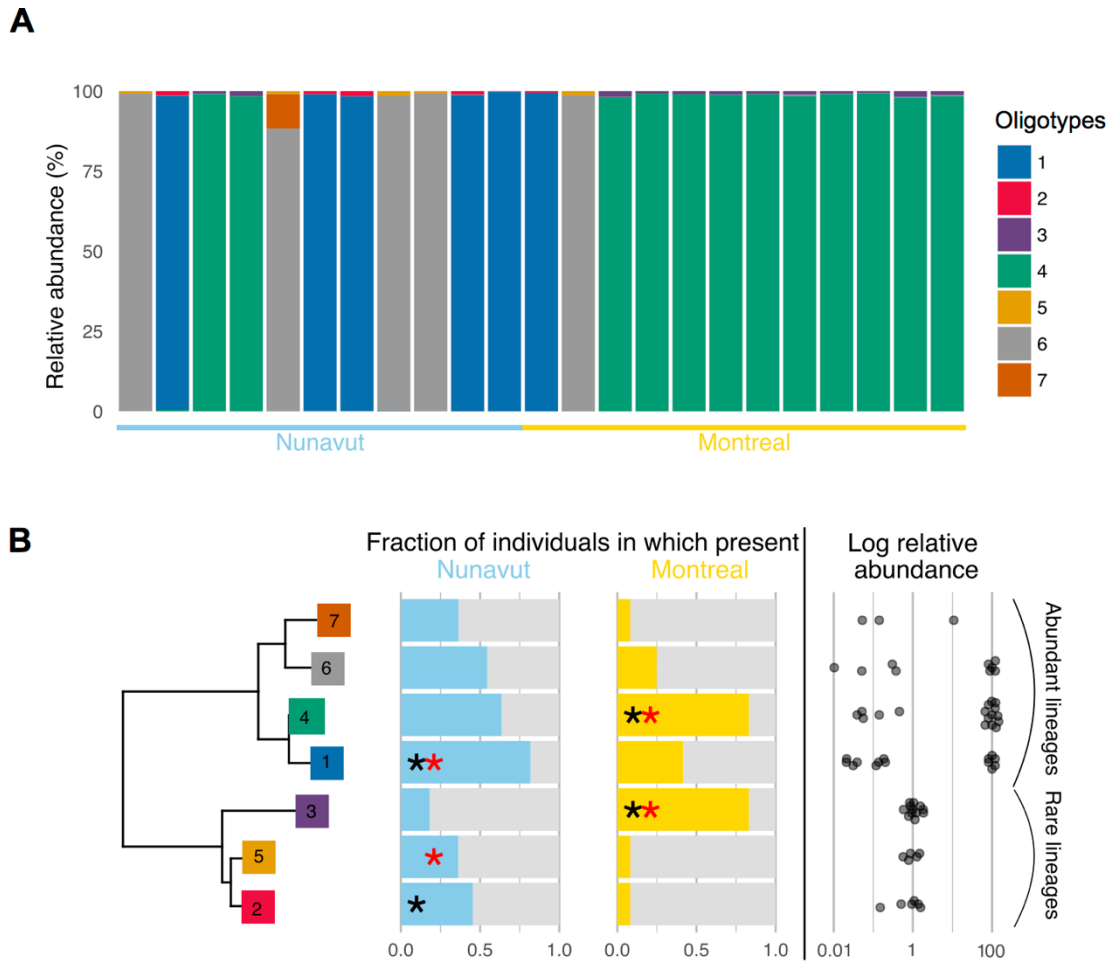 A
100
75
50
25
0
Relative abundance (%)
Nunavut
Montreal
Oligotypes
1
2
3
4
5
6
7
B
Fraction of individuals in which present
Nunavut
Montreal
Log relative
abundance
7
6
4
1
3
5
2
* *
* *
* *
*
*
Abundant lineages
Rare lineages
0.0
0.5
1.0
0.0
0.5
1.0
0.01
1
100